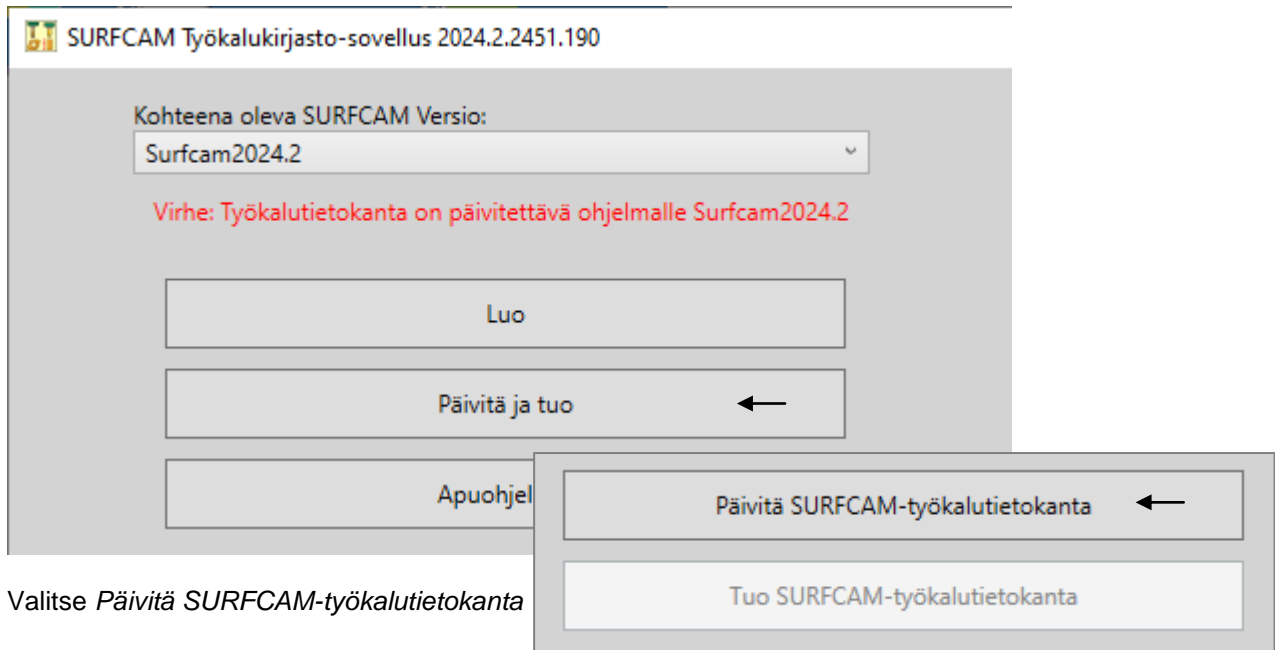 SURFCAM Työkalukirjasto-sovellus 2024.2.2451.190
Kohteena oleva SURFCAM Versio:
Surfcam2024.2
Virhe: Työkalutietokanta on päivitettävä ohjelmalle Surfcam2024.2
Luo
Päivitä ja tuo
Apuohjel
Päivitä SURFCAM-työkalutietokanta
Tuo SURFCAM-työkalutietokanta
Valitse Päivitä SURFCAM-työkalutietokanta